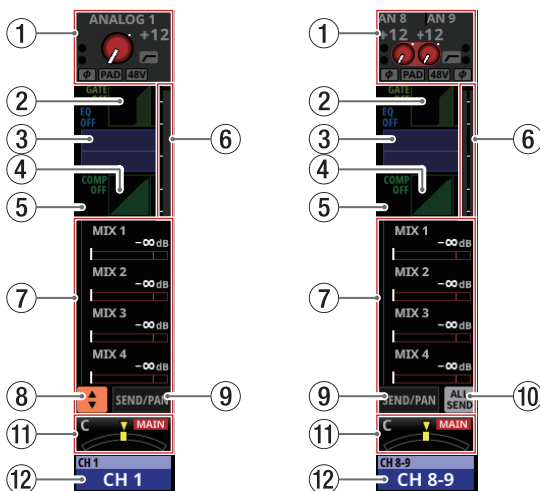 ANALOG 1
+12
φ PAD 48V
GATE
OFF
EQ
OFF
COMP
OFF
MIX 1
-∞ dB
MIX 2
-∞ dB
MIX 3
-∞ dB
MIX 4
-∞ dB
SEND/PAN
C MAIN
CH 1
CH 1
1
2
3
4
5
6
7
8
9
11
12
AN 8 AN 9
+12 +12
φ PAD 48V φ
GATE
OFF
EQ
OFF
COMP
OFF
MIX 1
-∞ dB
MIX 2
-∞ dB
MIX 3
-∞ dB
MIX 4
-∞ dB
SEND/PAN
ALL
SEND
C MAIN
CH 8-9
CH 8-9
1
2
3
4
5
6
7
9
10
11
12